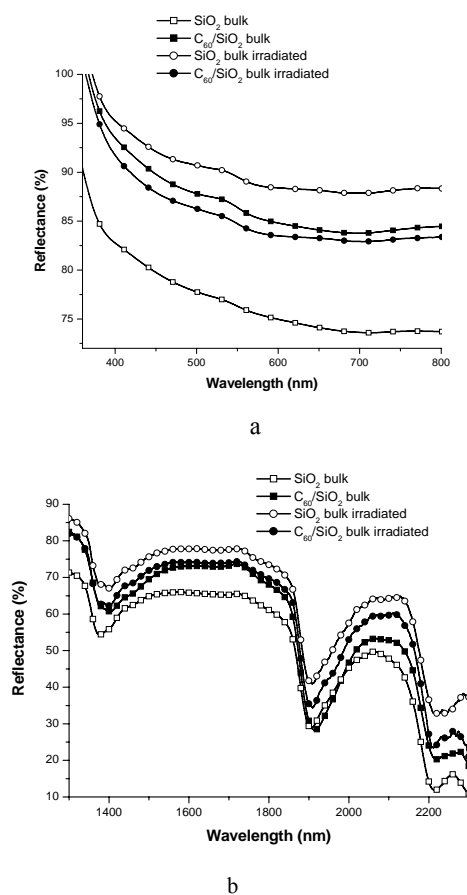 SiO₂ bulk
C₆₀/SiO₂ bulk
SiO₂ bulk irradiated
C₆₀/SiO₂ bulk irradiated
100
95
90
85
80
75
Reflectance (%)
400 500 600 700 800
Wavelength (nm)
a
SiO₂ bulk
C₆₀/SiO₂ bulk
SiO₂ bulk irradiated
C₆₀/SiO₂ bulk irradiated
90
80
70
60
50
40
30
20
10
Reflectance (%)
1400 1600 1800 2000 2200
Wavelength (nm)
b